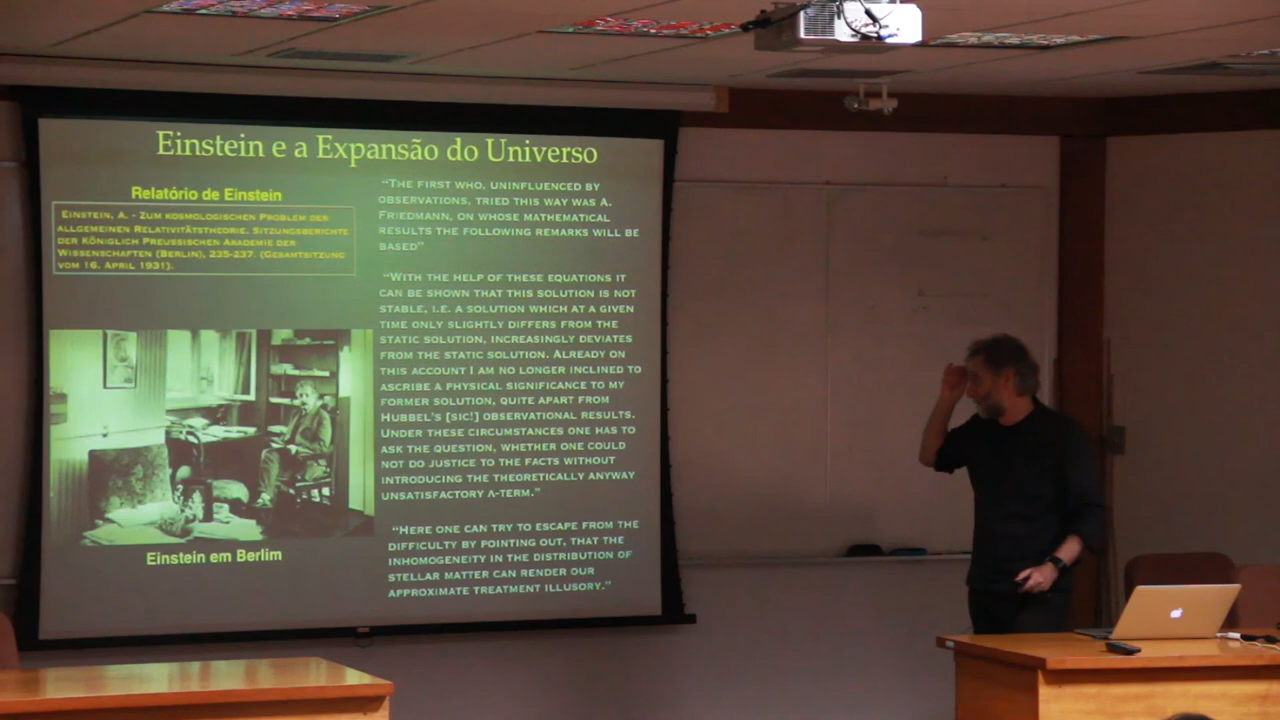 Einstein e a Expansão do Universo
Relatório de Einstein
EINSTEIN, A. - ZUM KOSMOLOGISCHEN PROBLEM DER
ALLGEMEINEN RELATIVITÄTSTHEORIE. SITZUNGSBERICHTE
DER KÖNIGLICH PREUSSISCHEN AKADEMIE DER
WISSENSCHAFTEN (BERLIN), 235-237. (GESAMTSITZUNG
VOM 16. APRIL 1931).
Einstein em Berlim
“THE FIRST WHO, UNINFLUENCED BY
OBSERVATIONS, TRIED THIS WAY WAS A.
FRIEDMANN, ON WHOSE MATHEMATICAL
RESULTS THE FOLLOWING REMARKS WILL BE
BASED”
“WITH THE HELP OF THESE EQUATIONS IT
CAN BE SHOWN THAT THIS SOLUTION IS NOT
STABLE, I.E. A SOLUTION WHICH AT A GIVEN
TIME ONLY SLIGHTLY DIFFERS FROM THE
STATIC SOLUTION, INCREASINGLY DEVIATES
FROM THE STATIC SOLUTION. ALREADY ON
THIS ACCOUNT I AM NO LONGER INCLINED TO
ASCRIBE A PHYSICAL SIGNIFICANCE TO MY
FORMER SOLUTION, QUITE APART FROM
HUBBEL'S [SIC!] OBSERVATIONAL RESULTS.
UNDER THESE CIRCUMSTANCES ONE HAS TO
ASK THE QUESTION, WHETHER ONE COULD
NOT DO JUSTICE TO THE FACTS WITHOUT
INTRODUCING THE THEORETICALLY ANYWAY
UNSATISFACTORY Λ-TERM.”
“HERE ONE CAN TRY TO ESCAPE FROM THE
DIFFICULTY BY POINTING OUT, THAT THE
INHOMOGENEITY IN THE DISTRIBUTION OF
STELLAR MATTER CAN RENDER OUR
APPROXIMATE TREATMENT ILLUSORY.”